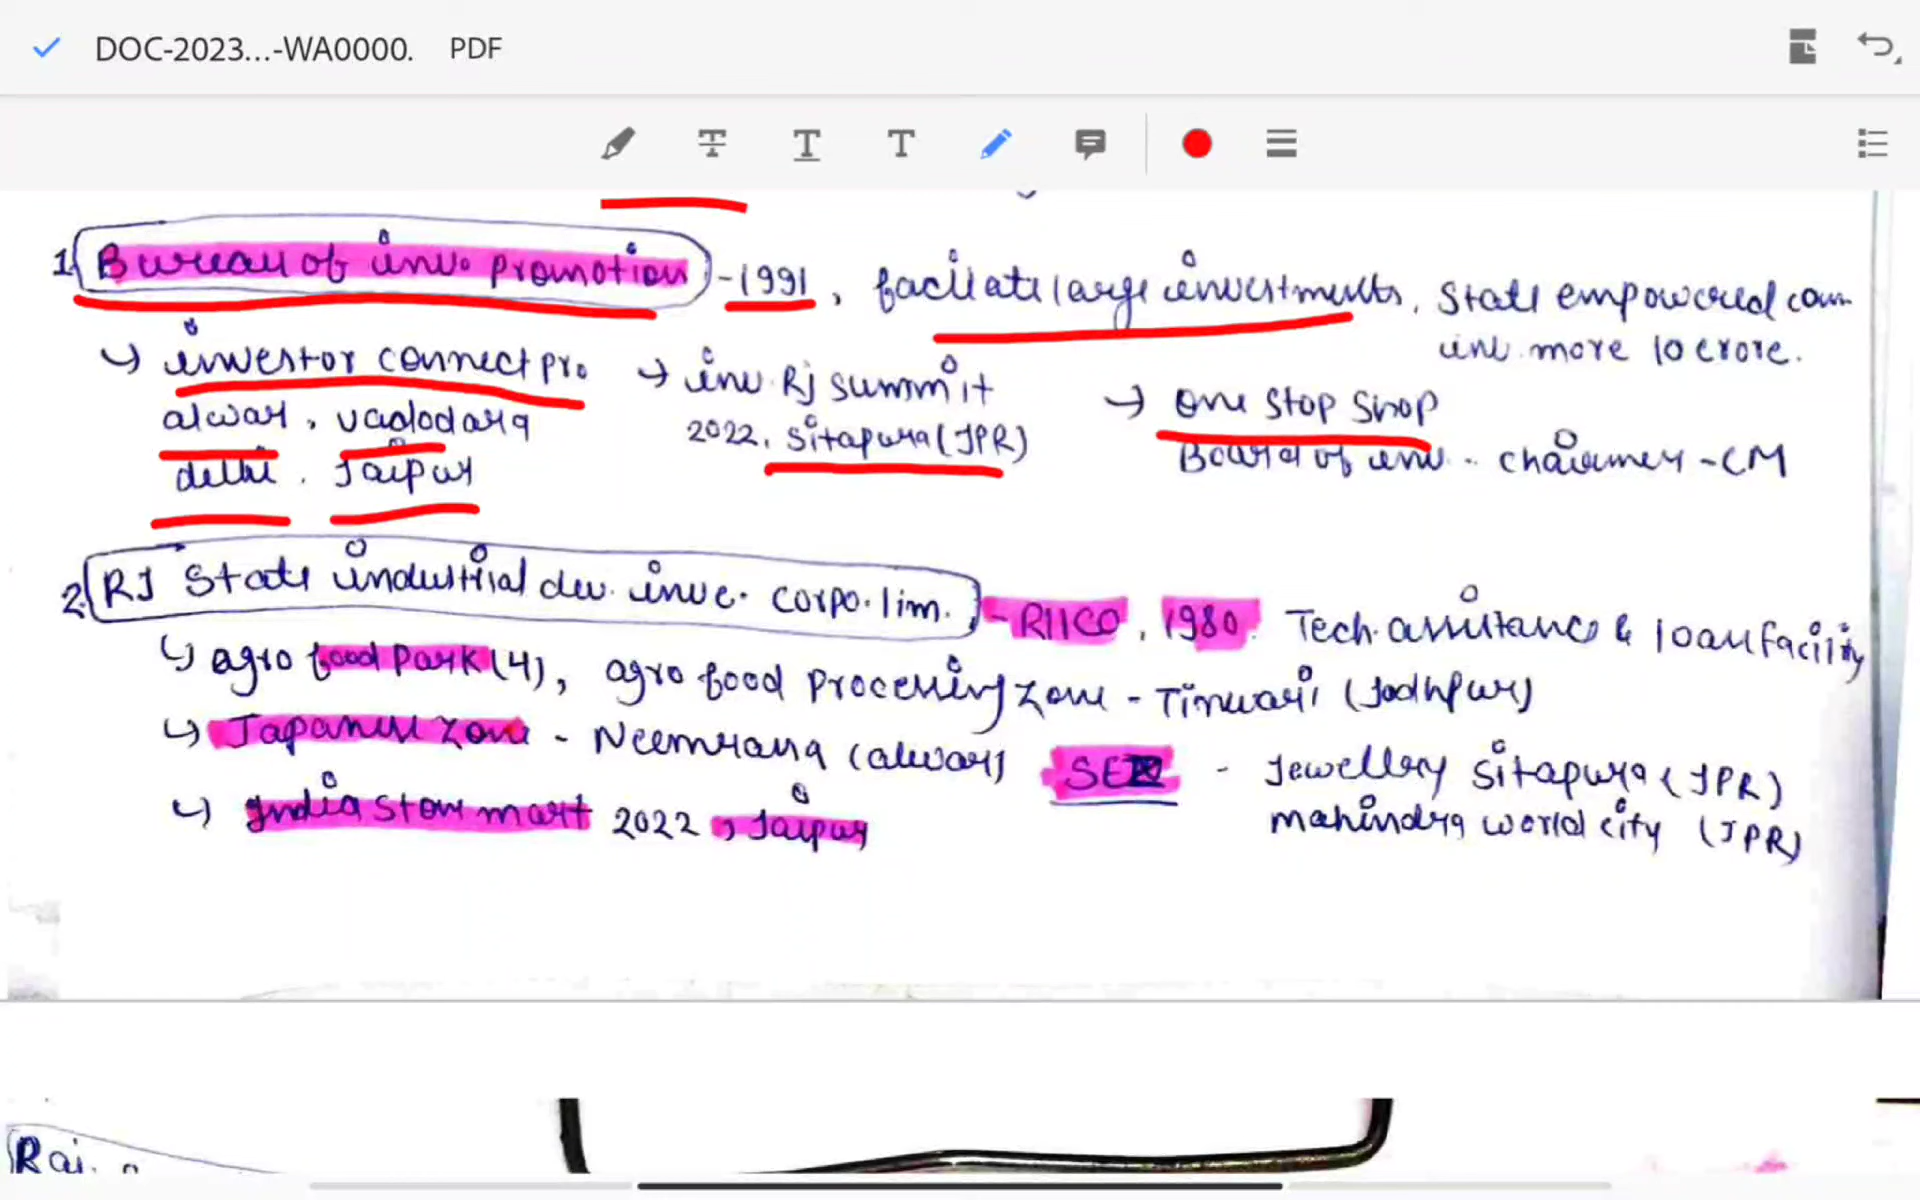 DOC-2023...-WA0000. PDF
1. Bureau of inv. promotion - 1991, faciliate large investments. State empowered com
inv. more 10 crore.
↳ investor connect pro.
alwar, vadodara
delhi. Jaipur
→ inv. Rj summit
2022. Sitapura (JPR)
→ One Stop Shop
Board of inv. - chairmen - CM
2. RJ State industrial dev. inve. corpo. lim. - RIICO, 1980. Tech. assistance & loan facility
↳ agro food park (4), agro food processing zone - Tinwari (Jodhpur)
↳ Japanese zone - Neemrana (alwar)
SEZ - Jewellery Sitapura (JPR)
mahindra world city (JPR)
↳ India Stone mart 2022, Jaipur
Raj.